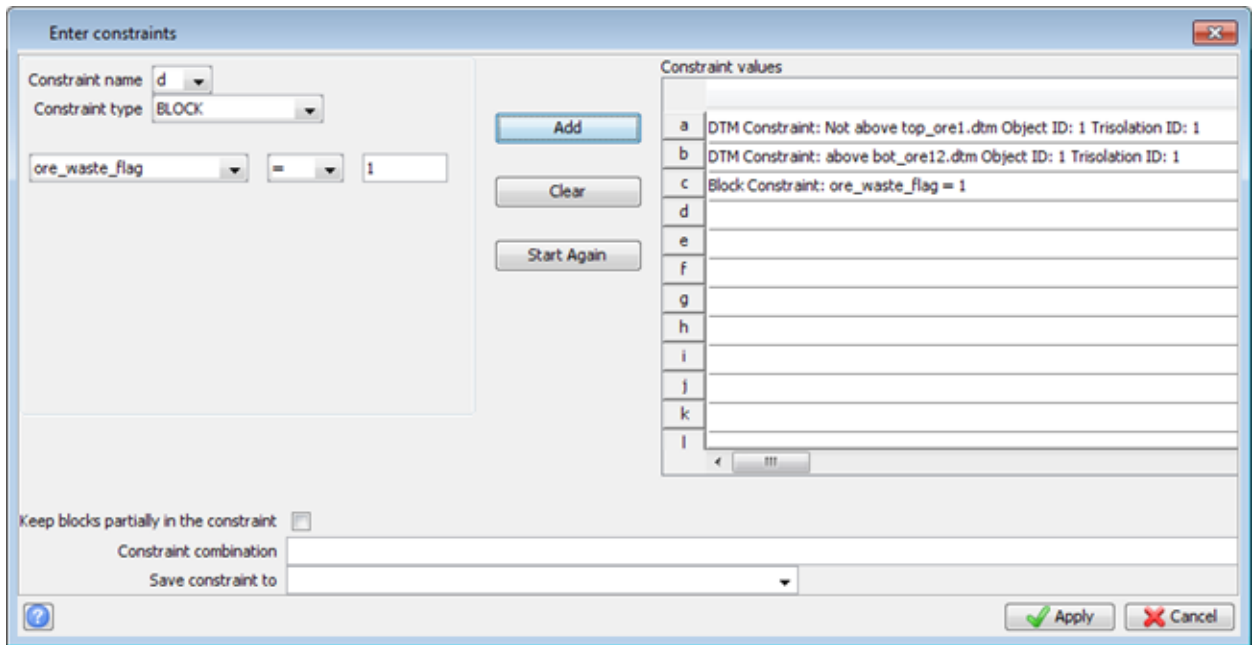 Enter constraints
Constraint name d
Constraint type BLOCK
ore_waste_flag = 1
Add
Clear
Start Again
Constraint values
a DTM Constraint: Not above top_ore1.dtm Object ID: 1 Trisolation ID: 1
b DTM Constraint: above bot_ore12.dtm Object ID: 1 Trisolation ID: 1
c Block Constraint: ore_waste_flag = 1
d
e
f
g
h
i
j
k
l
Keep blocks partially in the constraint
Constraint combination
Save constraint to
? Apply Cancel